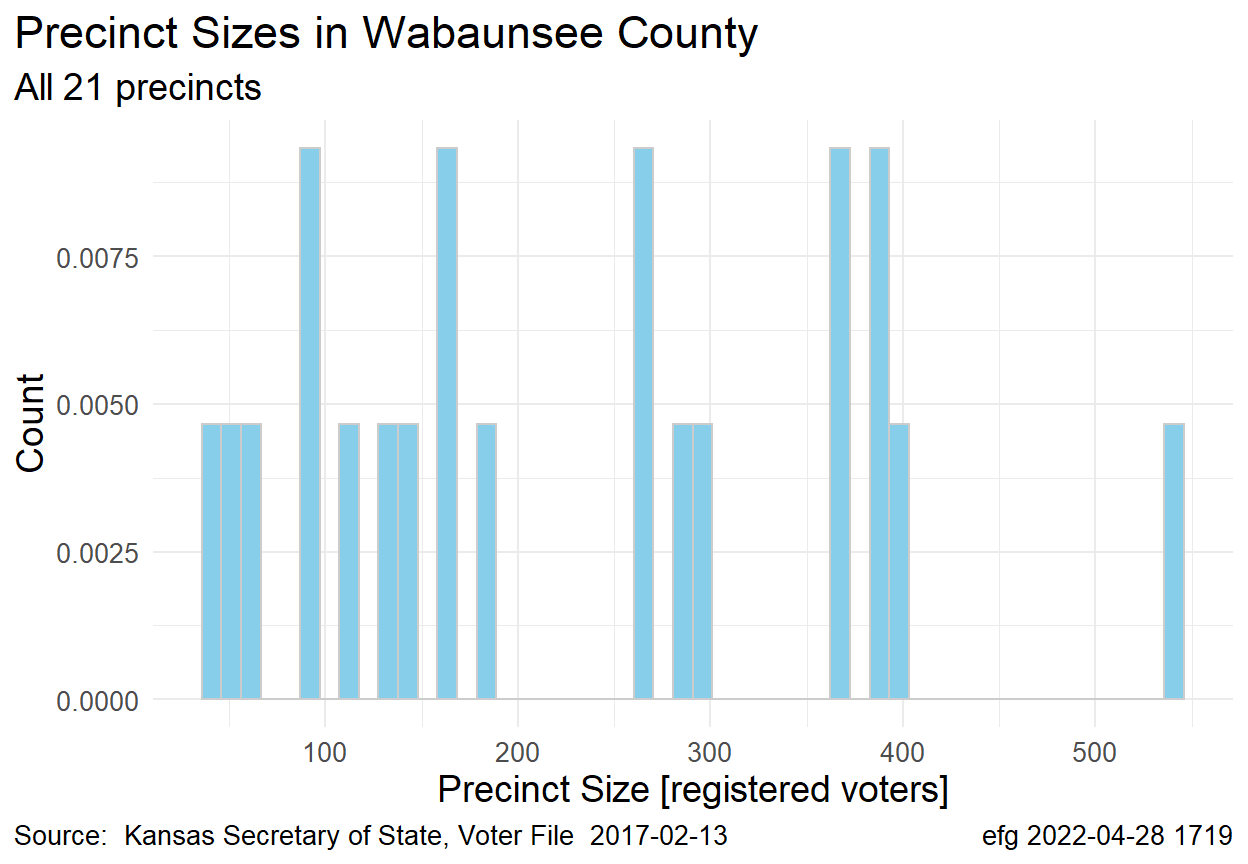 Precinct Sizes in Wabaunsee County
All 21 precincts
Count
0.0075
0.0050
0.0025
0.0000
100 200 300 400 500
Precinct Size [registered voters]
Source:  Kansas Secretary of State, Voter File  2017-02-13
efg 2022-04-28 1719